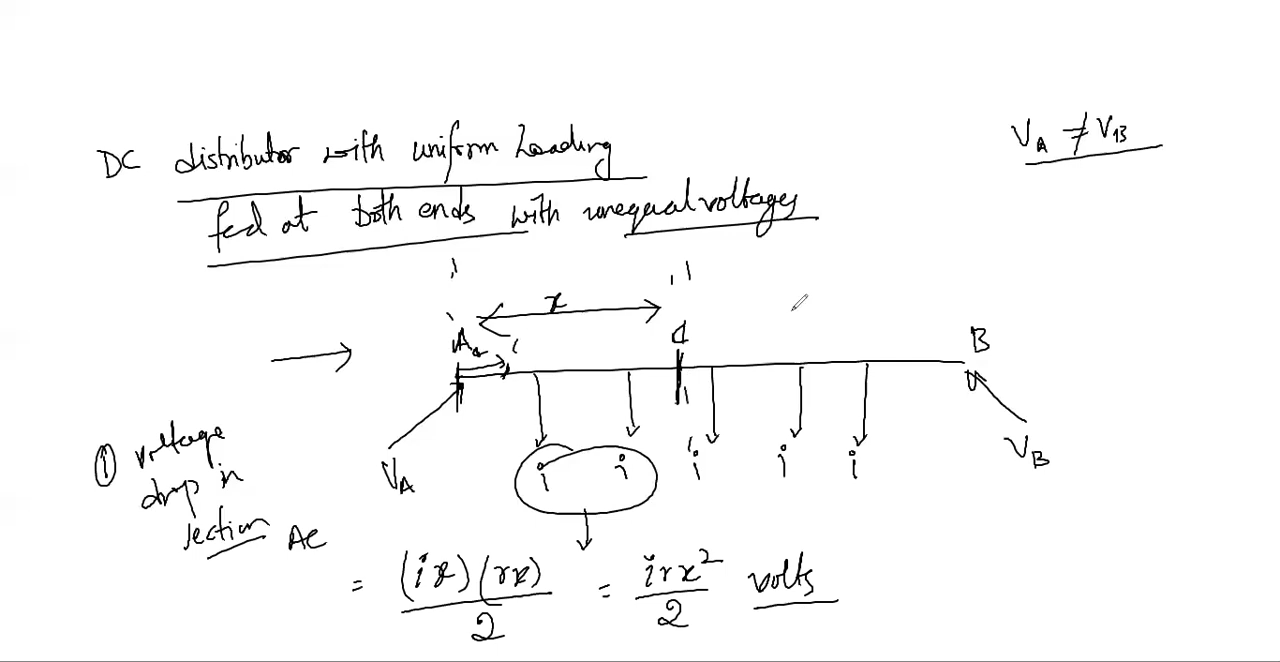 DC distributor with uniform Loading
fed at both ends with unequal voltages
V_A ≠ V_B
x
A C B
V_A i i i i i V_B
① voltage
drop in
section AC
= (ix)(rx)/2 = irx²/2 volts